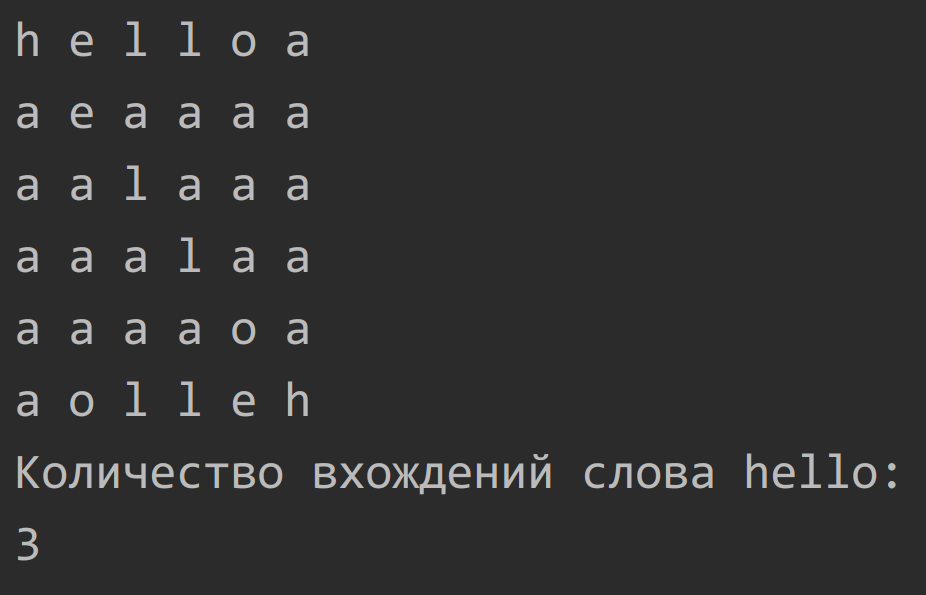 h e l l o a
a e a a a a
a a l a a a
a a a l a a
a a a a o a
a o l l e h
Количество вхождений слова hello:
3